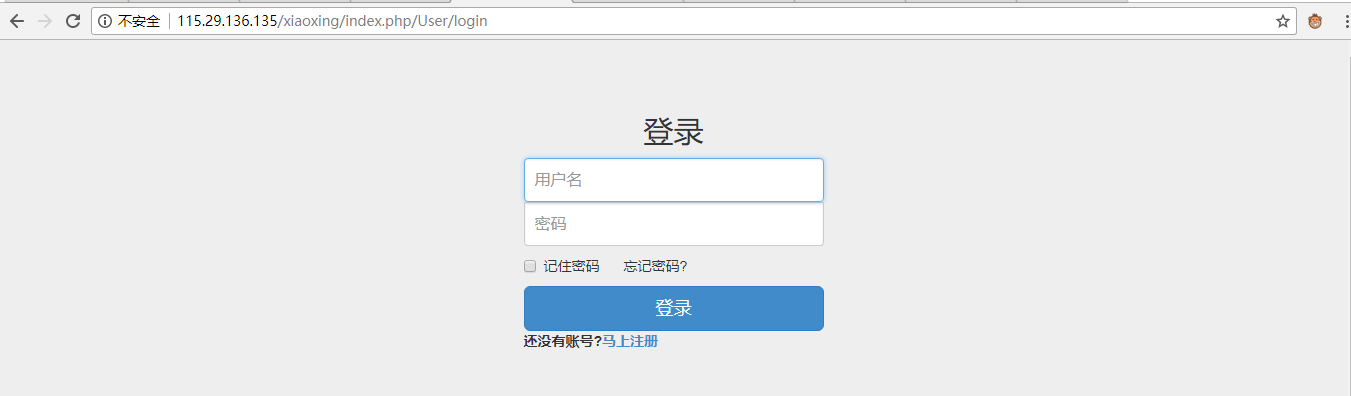 不安全 115.29.136.135/xiaoxing/index.php/User/login
登录
用户名
密码
记住密码 忘记密码?
登录
还没有账号?马上注册